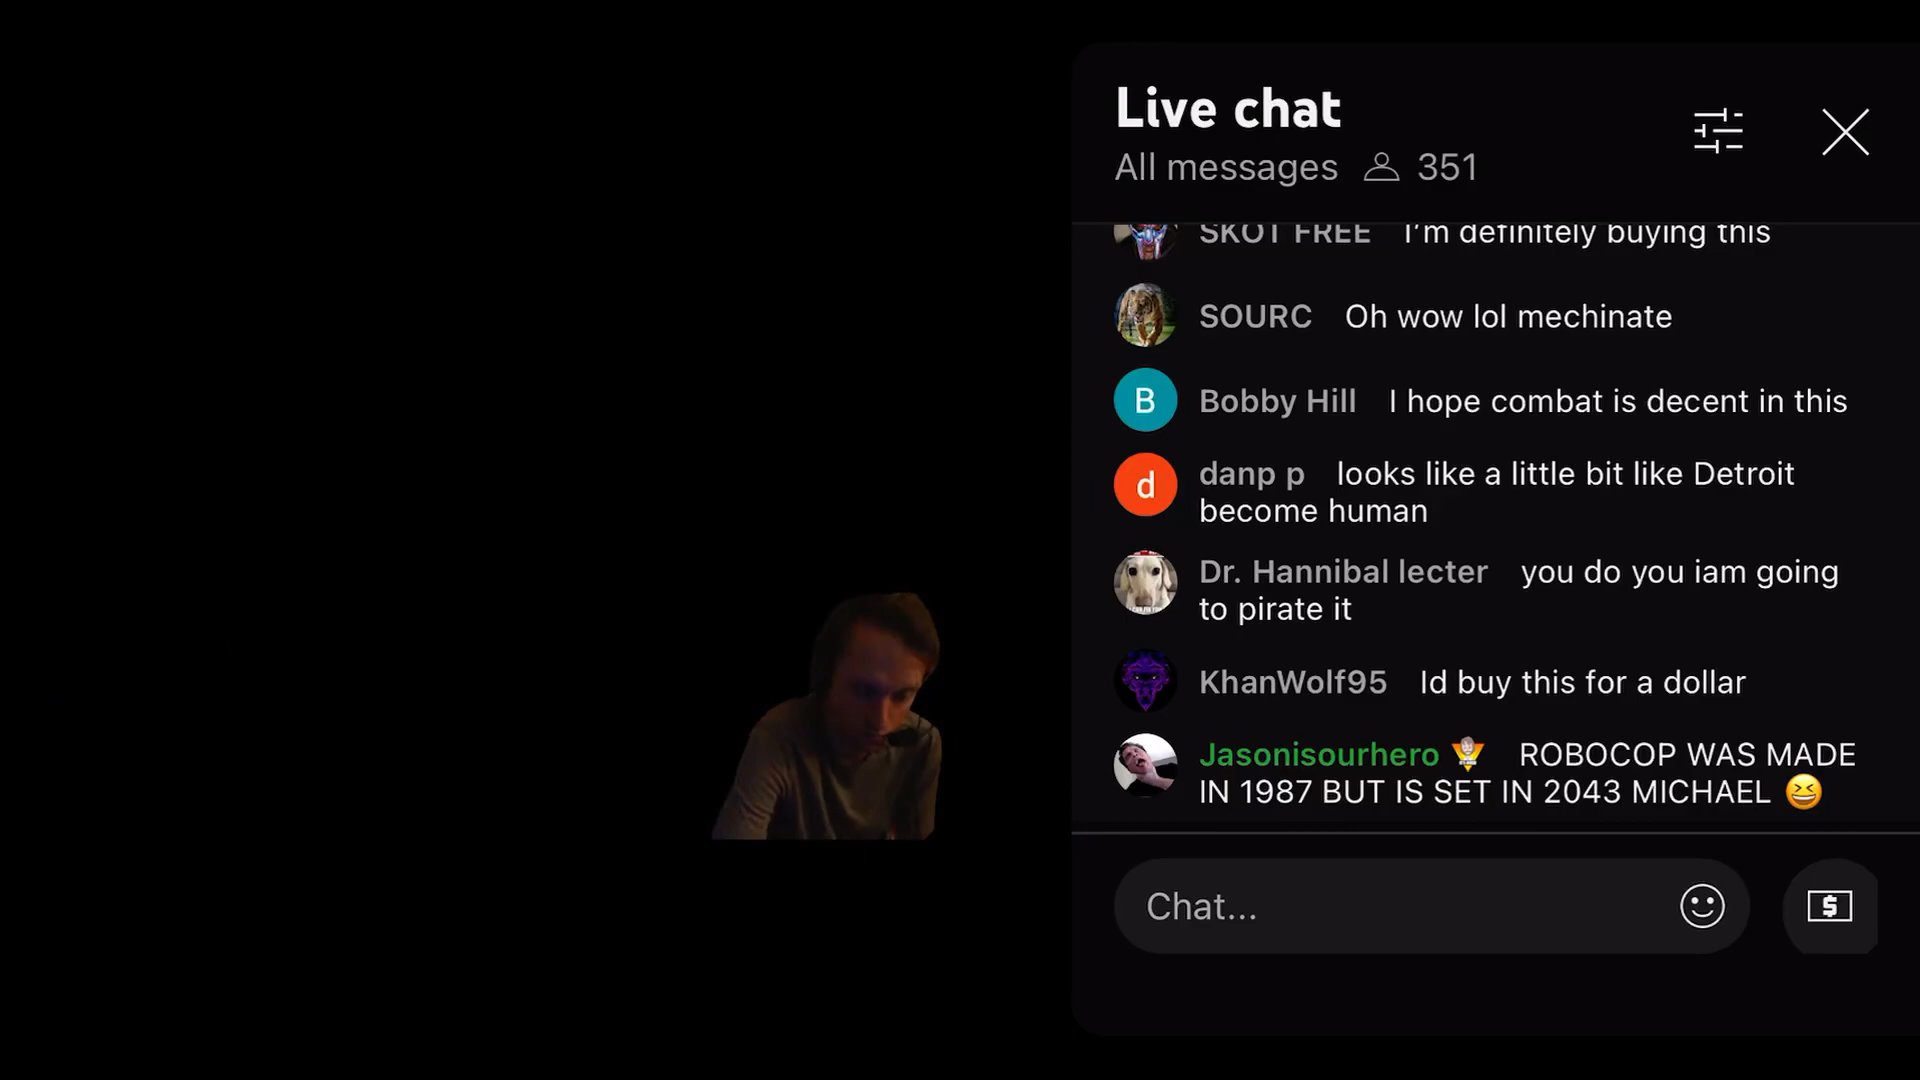 Live chat
All messages 351
SKOT FREE I'm definitely buying this
SOURC Oh wow lol mechinate
B Bobby Hill I hope combat is decent in this
d danp p looks like a little bit like Detroit
become human
Dr. Hannibal lecter you do you iam going
to pirate it
KhanWolf95 Id buy this for a dollar
Jasonisourhero ROBOCOP WAS MADE
IN 1987 BUT IS SET IN 2043 MICHAEL 😆
Chat...
$